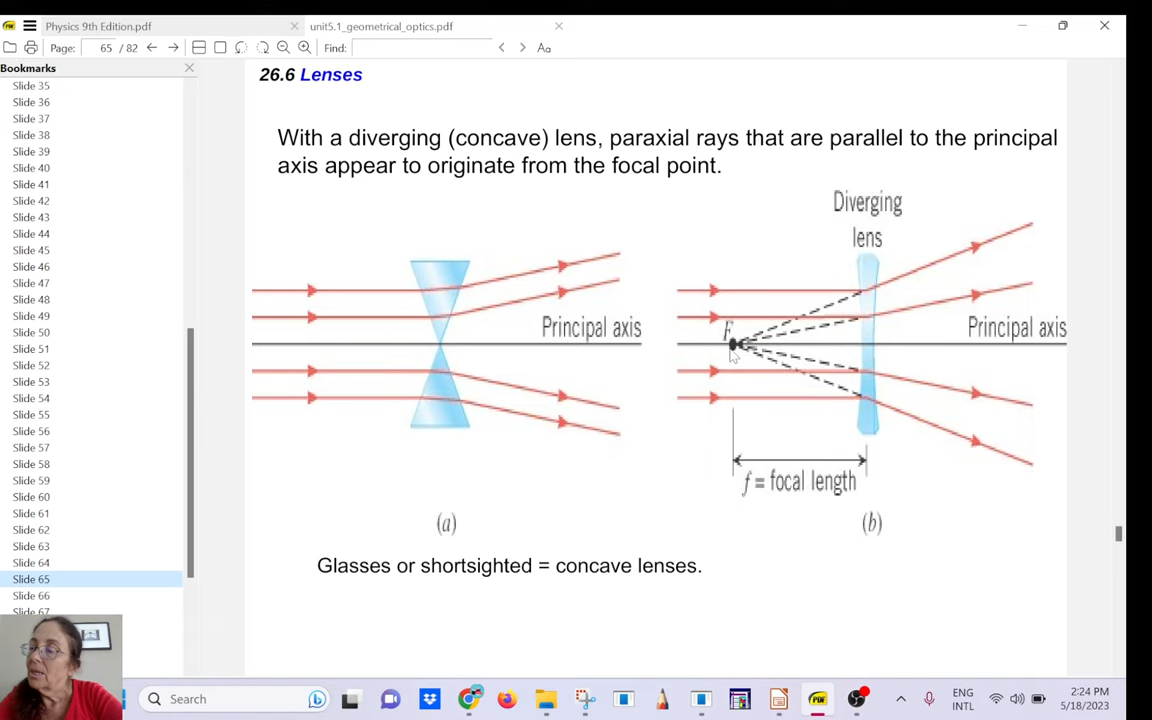 Physics 9th Edition.pdf
unit5.1_geometrical_optics.pdf
Page: 65 / 82
Find:
Aa
Bookmarks
Slide 35
Slide 36
Slide 37
Slide 38
Slide 39
Slide 40
Slide 41
Slide 42
Slide 43
Slide 44
Slide 45
Slide 46
Slide 47
Slide 48
Slide 49
Slide 50
Slide 51
Slide 52
Slide 53
Slide 54
Slide 55
Slide 56
Slide 57
Slide 58
Slide 59
Slide 60
Slide 61
Slide 62
Slide 63
Slide 64
Slide 65
Slide 66
Slide 67
26.6 Lenses
With a diverging (concave) lens, paraxial rays that are parallel to the principal
axis appear to originate from the focal point.
Principal axis
(a)
Diverging
lens
F
Principal axis
f = focal length
(b)
Glasses or shortsighted = concave lenses.
Search
ENG
INTL
2:24 PM
5/18/2023